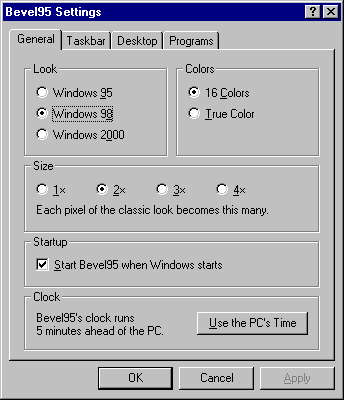 Bevel95 Settings
General Taskbar Desktop Programs
Look
Windows 95
Windows 98
Windows 2000
Colors
16 Colors
True Color
Size
1× 2× 3× 4×
Each pixel of the classic look becomes this many.
Startup
Start Bevel95 when Windows starts
Clock
Bevel95's clock runs
5 minutes ahead of the PC.
Use the PC's Time
OK Cancel Apply